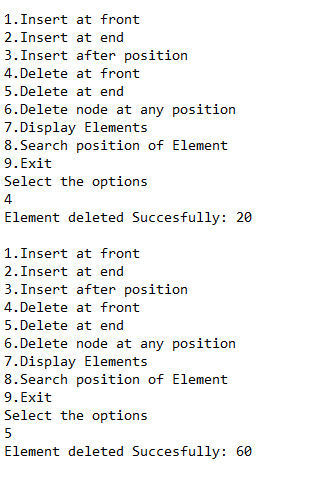 1.Insert at front
2.Insert at end
3.Insert after position
4.Delete at front
5.Delete at end
6.Delete node at any position
7.Display Elements
8.Search position of Element
9.Exit
Select the options
4
Element deleted Succesfully: 20
1.Insert at front
2.Insert at end
3.Insert after position
4.Delete at front
5.Delete at end
6.Delete node at any position
7.Display Elements
8.Search position of Element
9.Exit
Select the options
5
Element deleted Succesfully: 60